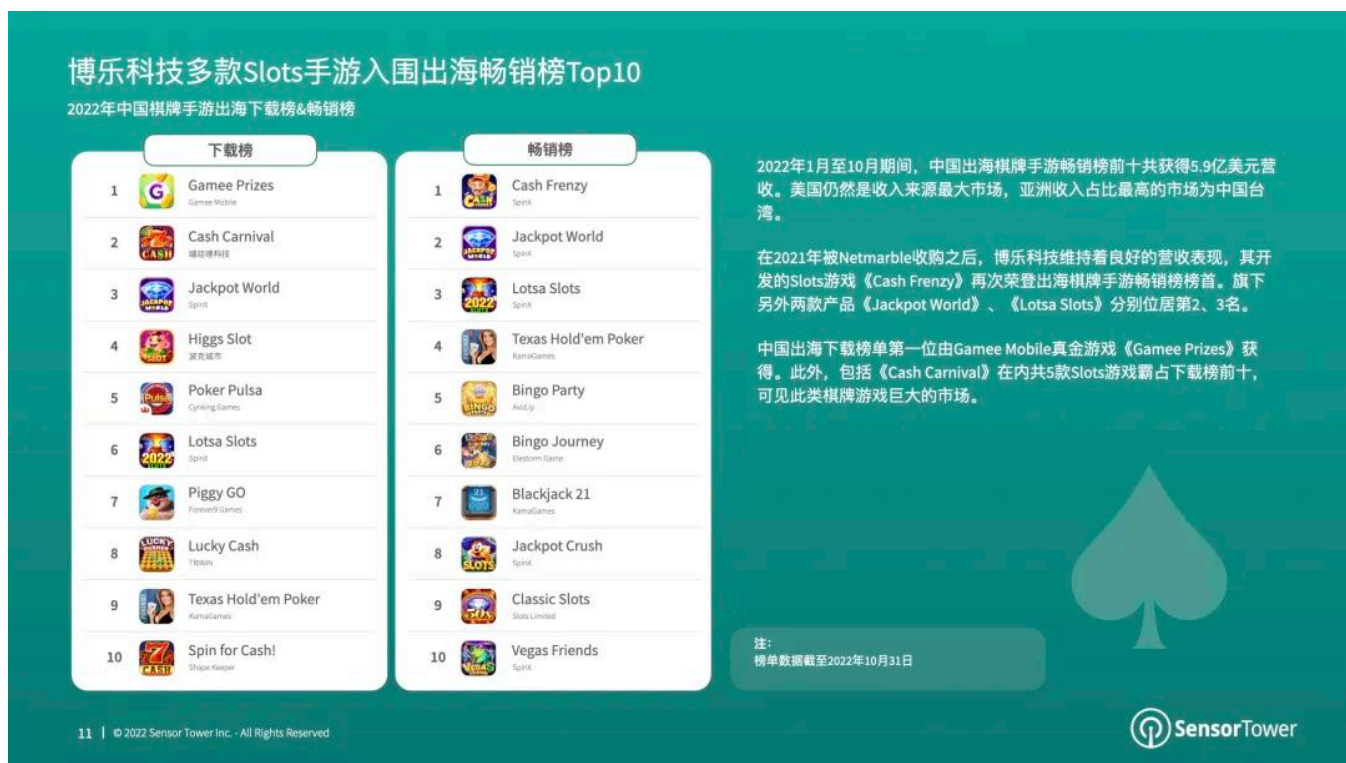 博乐科技多款Slots手游入围出海畅销榜Top10
2022年中国棋牌手游出海下载榜&畅销榜
下载榜
1
Gamee Prizes
Gamee Mobile
2
Cash Carnival
3
Jackpot World
SpinX
4
Higgs Slot
波克城市
5
Poker Pulsa
Cynking Games
6
Lotsa Slots
SpinX
7
Piggy GO
Forever9 Games
8
Lucky Cash
TRIWIN
9
Texas Hold'em Poker
KamaGames
10
Spin for Cash!
Shape Keeper
畅销榜
1
Cash Frenzy
SpinX
2
Jackpot World
SpinX
3
Lotsa Slots
SpinX
4
Texas Hold'em Poker
KamaGames
5
Bingo Party
Avid.ly
6
Bingo Journey
Elestorm Game
7
Blackjack 21
KamaGames
8
Jackpot Crush
SpinX
9
Classic Slots
Slots Limited
10
Vegas Friends
SpinX
2022年1月至10月期间，中国出海棋牌手游畅销榜前十共获得5.9亿美元营
收。美国仍然是收入来源最大市场，亚洲收入占比最高的市场为中国台
湾。
在2021年被Netmarble收购之后，博乐科技维持着良好的营收表现，其开
发的Slots游戏《Cash Frenzy》再次荣登出海棋牌手游畅销榜榜首。旗下
另外两款产品《Jackpot World》、《Lotsa Slots》分别位居第2、3名。
中国出海下载榜单第一位由Gamee Mobile真金游戏《Gamee Prizes》获
得。此外，包括《Cash Carnival》在内共5款Slots游戏霸占下载榜前十，
可见此类棋牌游戏巨大的市场。
注：
榜单数据截至2022年10月31日
11 | © 2022 Sensor Tower Inc. - All Rights Reserved
SensorTower